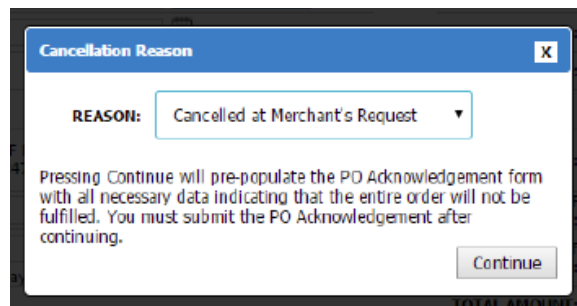 Cancellation Reason
X
REASON: Cancelled at Merchant's Request
Pressing Continue will pre-populate the PO Acknowledgement form
with all necessary data indicating that the entire order will not be
fulfilled. You must submit the PO Acknowledgement after
continuing.
Continue
TOTAL AMOUNT: